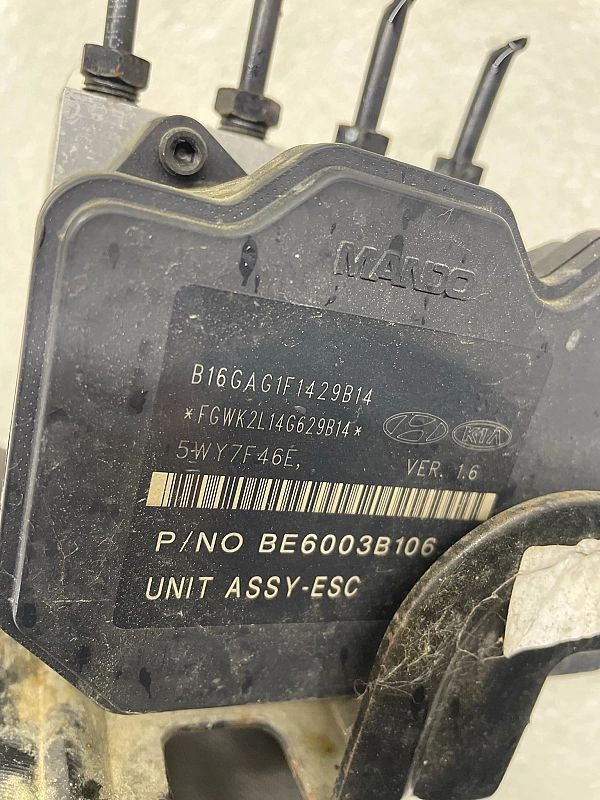 MANDO
B16GAG1F1429B14
*FGWK2L14G629B14*
KIA
5WY7F46E,
VER. 1.6
P/NO BE6003B106
UNIT ASSY-ESC